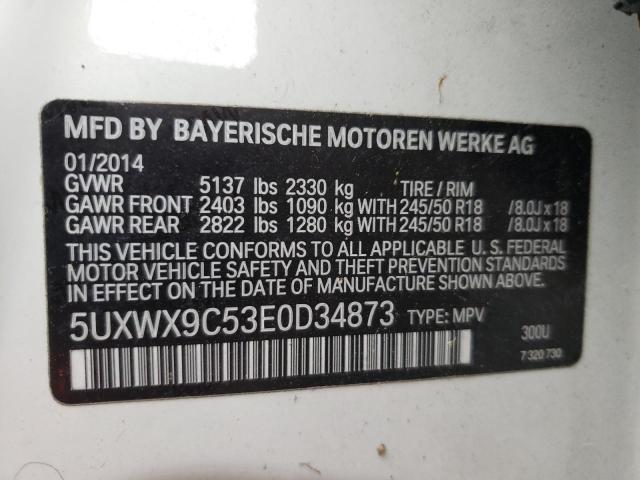 MFD BY BAYERISCHE MOTOREN WERKE AG
01/2014
GVWR 5137 lbs 2330 kg TIRE / RIM
GAWR FRONT 2403 lbs 1090 kg WITH 245/50 R18 /8.0J x 18
GAWR REAR 2822 lbs 1280 kg WITH 245/50 R18 /8.0J x 18
THIS VEHICLE CONFORMS TO ALL APPLICABLE U.S. FEDERAL
MOTOR VEHICLE SAFETY AND THEFT PREVENTION STANDARDS
IN EFFECT ON THE DATE OF MANUFACTURE SHOWN ABOVE.
5UXWX9C53E0D34873 TYPE: MPV
300U
7 320 730